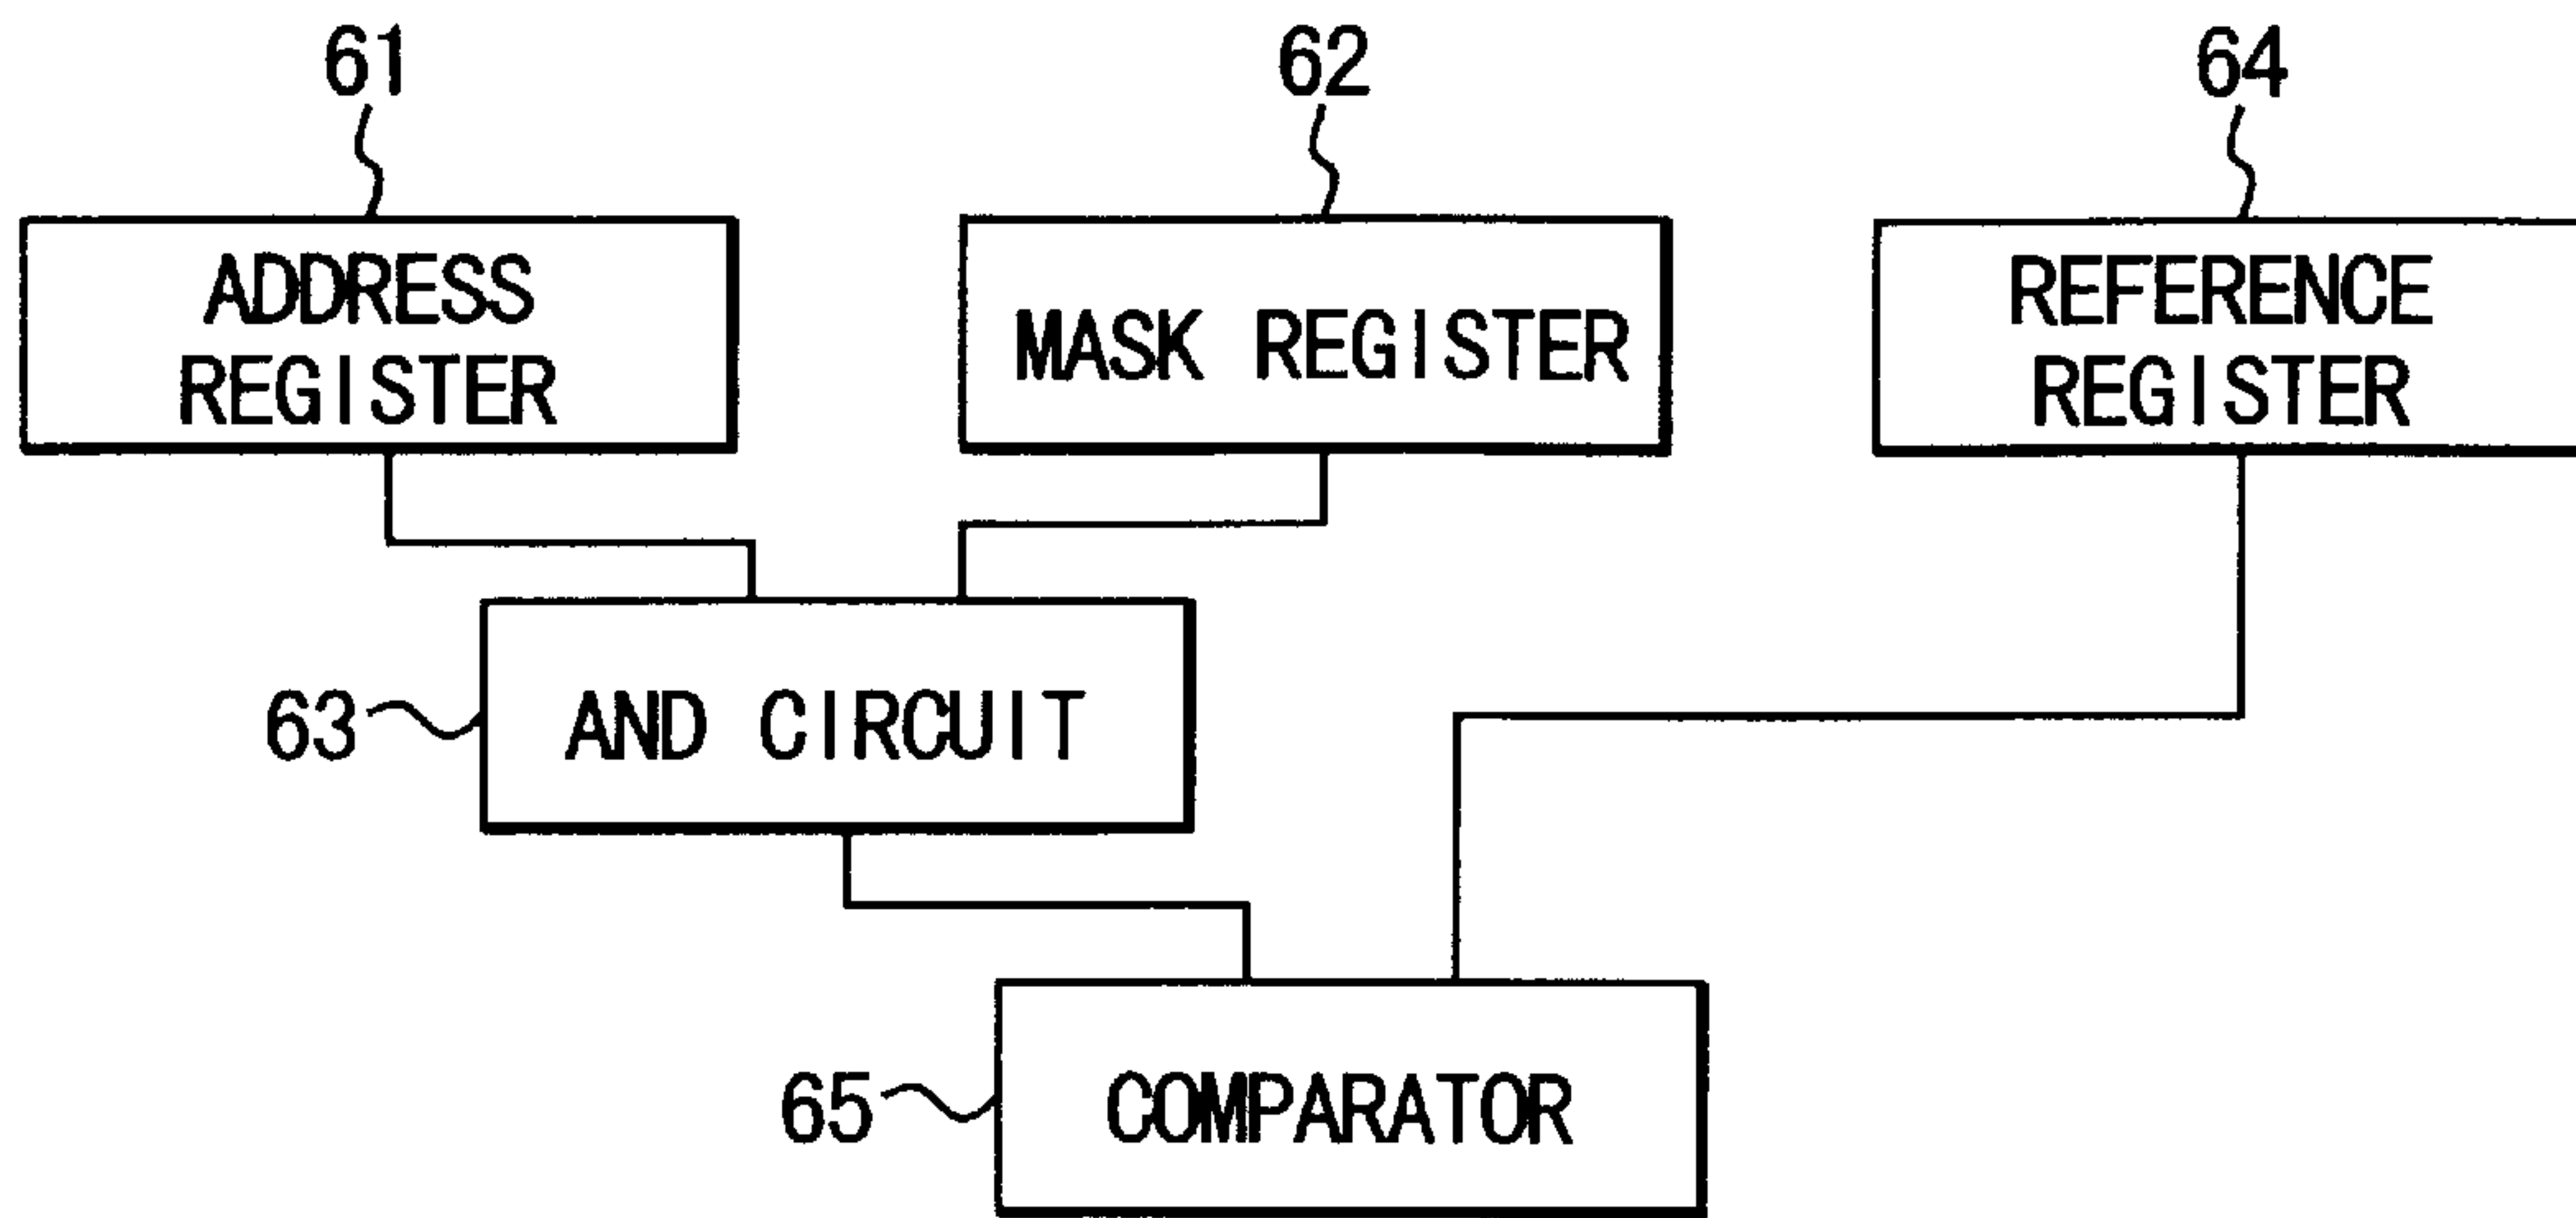 61
62
64
ADDRESS
REGISTER
MASK REGISTER
REFERENCE
REGISTER
63
AND CIRCUIT
65
COMPARATOR